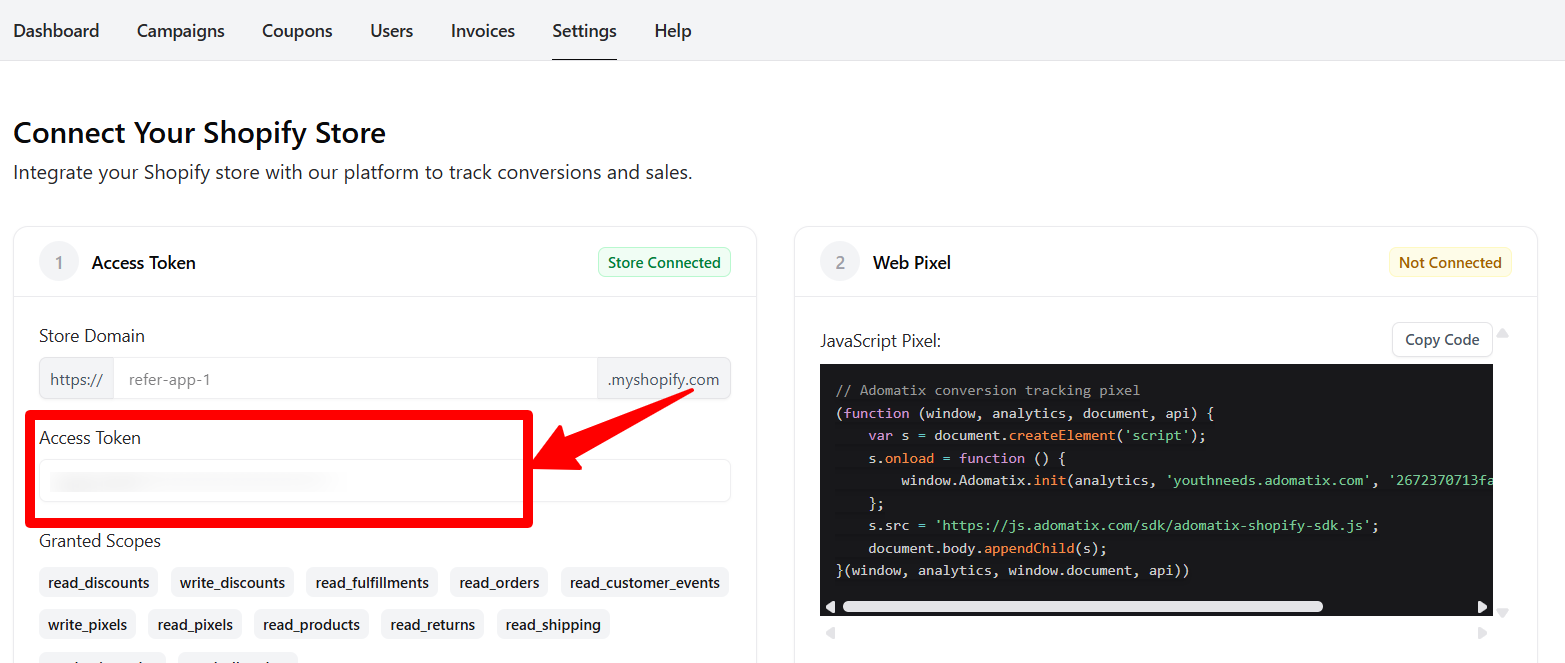 Dashboard Campaigns Coupons Users Invoices Settings Help
Connect Your Shopify Store
Integrate your Shopify store with our platform to track conversions and sales.
1 Access Token Store Connected
Store Domain
https:// refer-app-1 .myshopify.com
Access Token
Granted Scopes
read_discounts write_discounts read_fulfillments read_orders read_customer_events
write_pixels read_pixels read_products read_returns read_shipping
2 Web Pixel Not Connected
JavaScript Pixel: Copy Code
// Adomatix conversion tracking pixel
(function (window, analytics, document, api) {
var s = document.createElement('script');
s.onload = function () {
window.Adomatix.init(analytics, 'youthneeds.adomatix.com', '2672370713fa
};
s.src = 'https://js.adomatix.com/sdk/adomatix-shopify-sdk.js';
document.body.appendChild(s);
}(window, analytics, window.document, api))